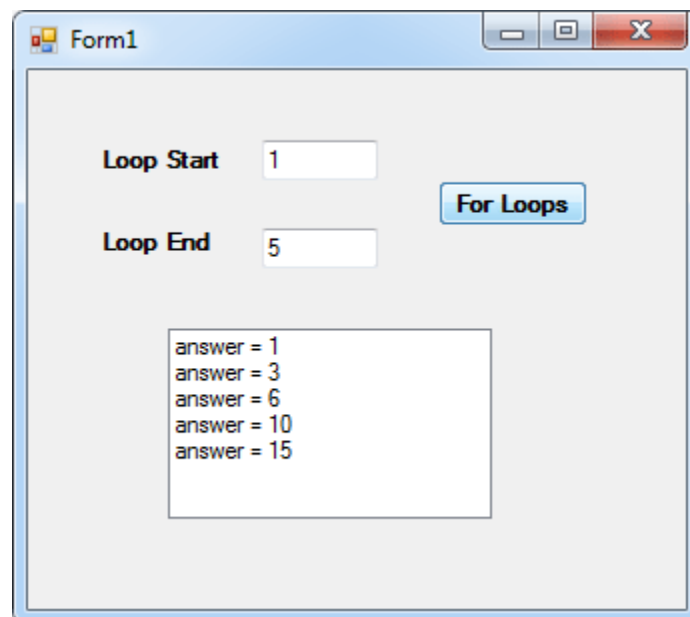 Form1
Loop Start 1
For Loops
Loop End 5
answer = 1
answer = 3
answer = 6
answer = 10
answer = 15